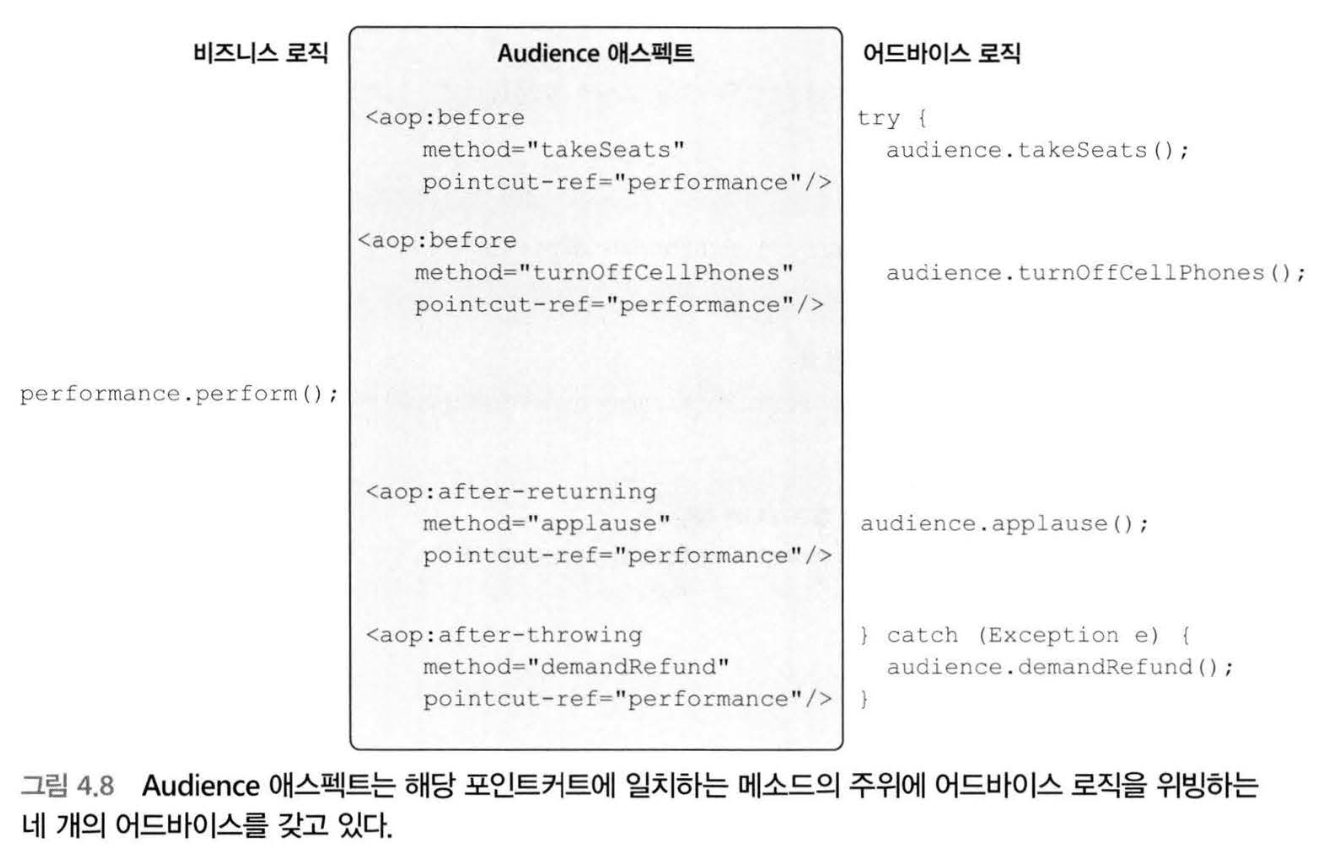 비즈니스 로직
Audience 애스펙트
어드바이스 로직
<aop:before
method="takeSeats"
pointcut-ref="performance"/>
try {
audience.takeSeats();
<aop:before
method="turnOffCellPhones"
pointcut-ref="performance"/>
audience.turnOffCellPhones();
performance.perform();
<aop:after-returning
method="applause"
pointcut-ref="performance"/>
audience.applause();
<aop:after-throwing
method="demandRefund"
pointcut-ref="performance"/>
} catch (Exception e) {
audience.demandRefund();
}
그림 4.8 Audience 애스펙트는 해당 포인트커트에 일치하는 메소드의 주위에 어드바이스 로직을 위빙하는
네 개의 어드바이스를 갖고 있다.